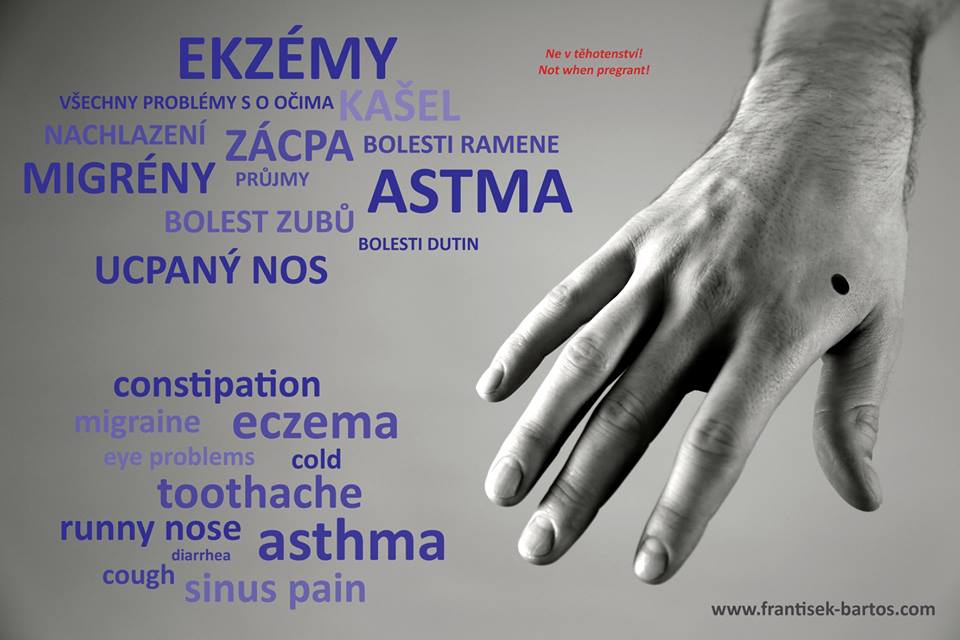 EKZÉMY
Ne v těhotenství!
Not when pregrant!
VŠECHNY PROBLÉMY S O OČIMA KAŠEL
NACHLAZENÍ ZÁCPA BOLESTI RAMENE
MIGRÉNY PRŮJMY ASTMA
BOLEST ZUBŮ
BOLESTI DUTIN
UCPANÝ NOS
constipation
migraine eczema
eye problems cold
toothache
runny nose asthma
diarrhea
cough sinus pain
www.frantisek-bartos.com